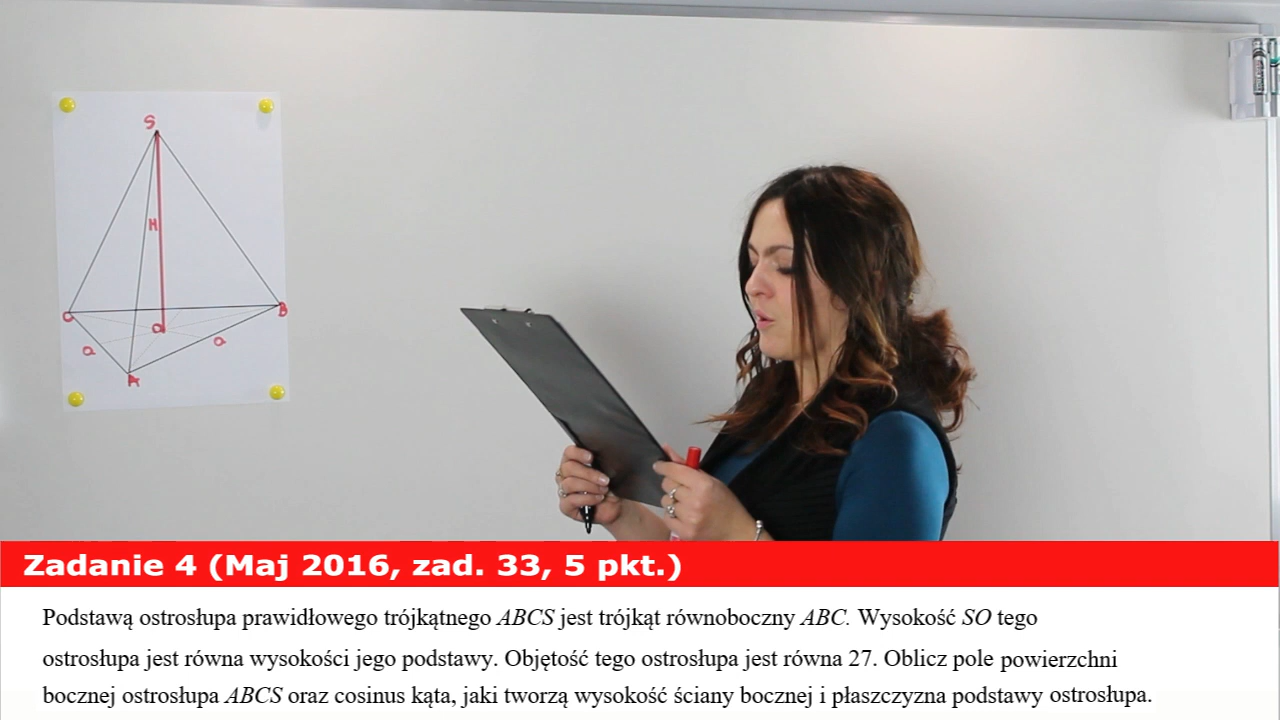 S
H
C
O
B
a
a
A
Zadanie 4 (Maj 2016, zad. 33, 5 pkt.)
Podstawą ostrosłupa prawidłowego trójkątnego ABCS jest trójkąt równoboczny ABC. Wysokość SO tego
ostrosłupa jest równa wysokości jego podstawy. Objętość tego ostrosłupa jest równa 27. Oblicz pole powierzchni
bocznej ostrosłupa ABCS oraz cosinus kąta, jaki tworzą wysokość ściany bocznej i płaszczyzna podstawy ostrosłupa.